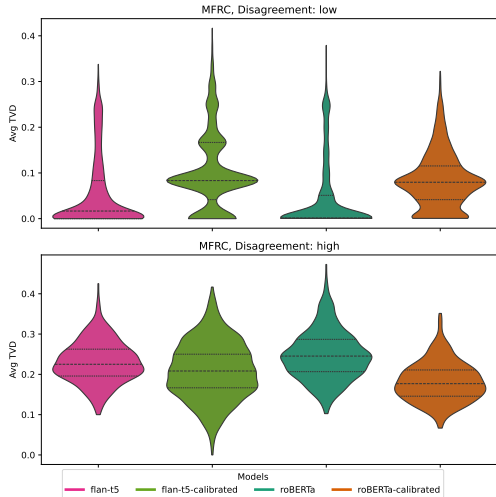 MFRC, Disagreement: low
Avg TVD
0.4
0.3
0.2
0.1
0.0
MFRC, Disagreement: high
Avg TVD
0.4
0.3
0.2
0.1
0.0
Models
flan-t5 flan-t5-calibrated roBERTa roBERTa-calibrated